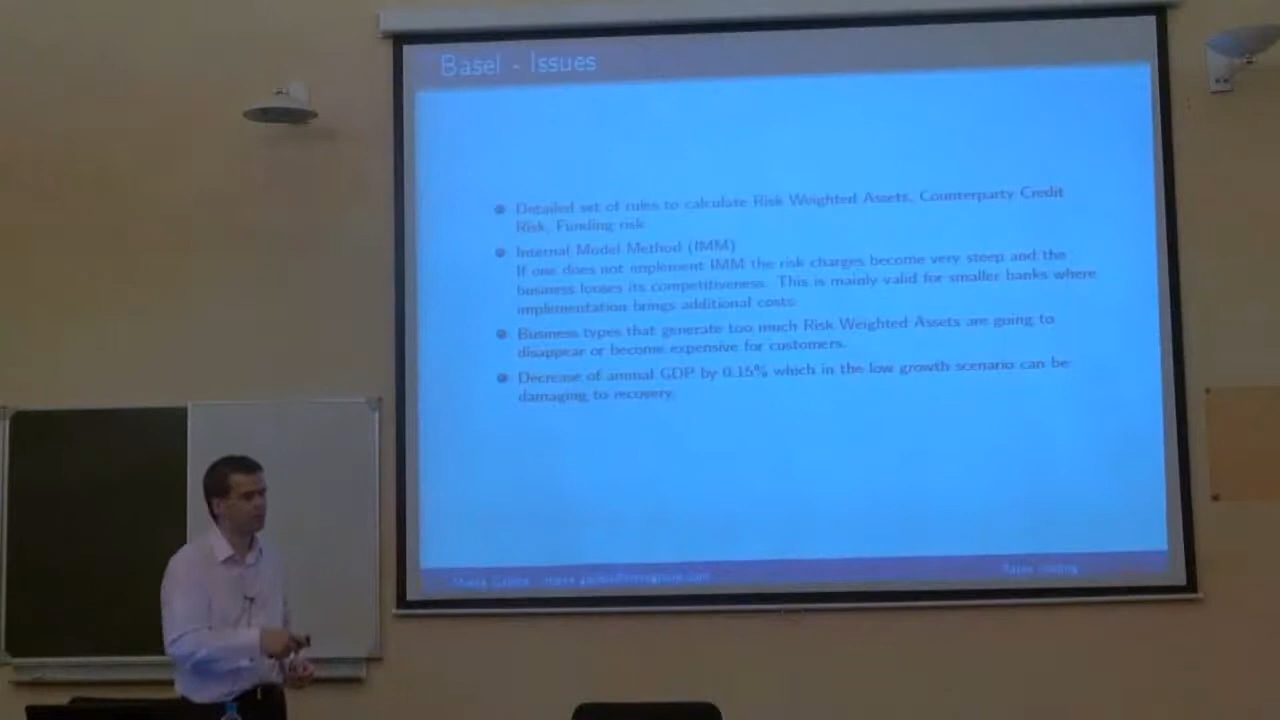 Basel - Issues
Detailed set of rules to calculate Risk Weighted Assets, Counterparty Credit
Risk, Funding risk
Internal Model Method (IMM)
If one does not implement IMM the risk charges become very steep and the
business looses its competitiveness. This is mainly valid for smaller banks where
implementation brings additional costs.
Business types that generate too much Risk Weighted Assets are going to
disappear or become expensive for customers.
Decrease of annual GDP by 0.15% which in the low growth scenario can be
damaging to recovery.